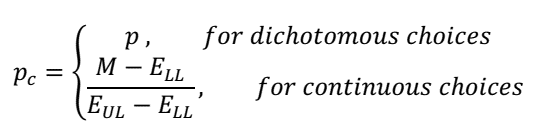 p_c = { p , for dichotomous choices
(M − E_LL) / (E_UL − E_LL) , for continuous choices